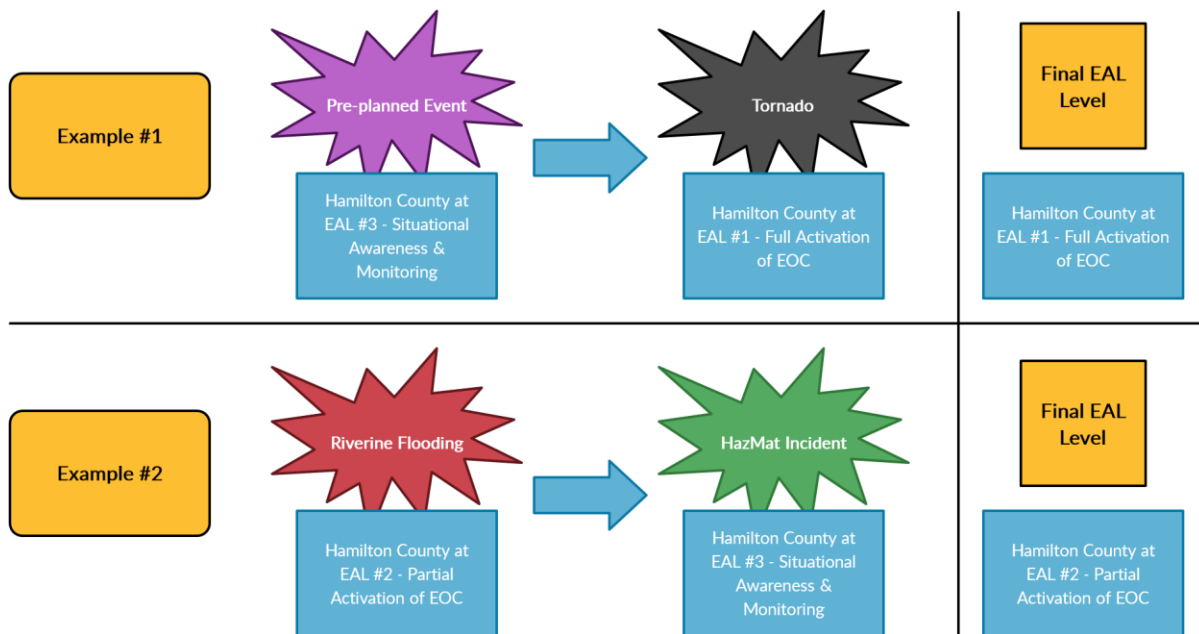 Example #1
Pre-planned Event
Hamilton County at
EAL #3 - Situational
Awareness &
Monitoring
Tornado
Hamilton County at
EAL #1 - Full Activation
of EOC
Final EAL
Level
Hamilton County at
EAL #1 - Full Activation
of EOC
Example #2
Riverine Flooding
Hamilton County at
EAL #2 - Partial
Activation of EOC
HazMat Incident
Hamilton County at
EAL #3 - Situational
Awareness &
Monitoring
Final EAL
Level
Hamilton County at
EAL #2 - Partial
Activation of EOC